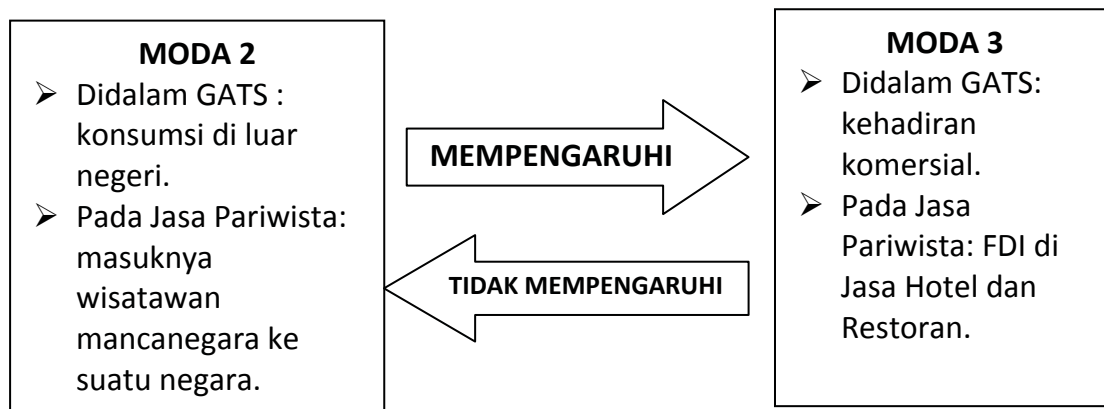 MODA 2
➢ Didalam GATS :
konsumsi di luar
negeri.
➢ Pada Jasa Pariwista:
masuknya
wisatawan
mancanegara ke
suatu negara.
MEMPENGARUHI
TIDAK MEMPENGARUHI
MODA 3
➢ Didalam GATS:
kehadiran
komersial.
➢ Pada Jasa
Pariwista: FDI di
Jasa Hotel dan
Restoran.